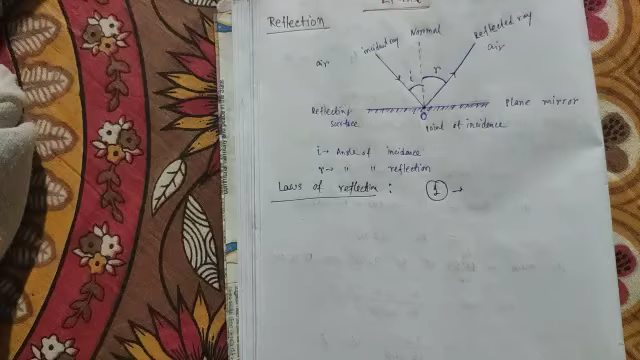 Reflection
Normal
incident ray
Reflected ray
air
air
i
r
Reflecting
surface
Plane mirror
O
Point of incidence
i → Angle of incidence
r → " " reflection
Laws of reflection : 1 →